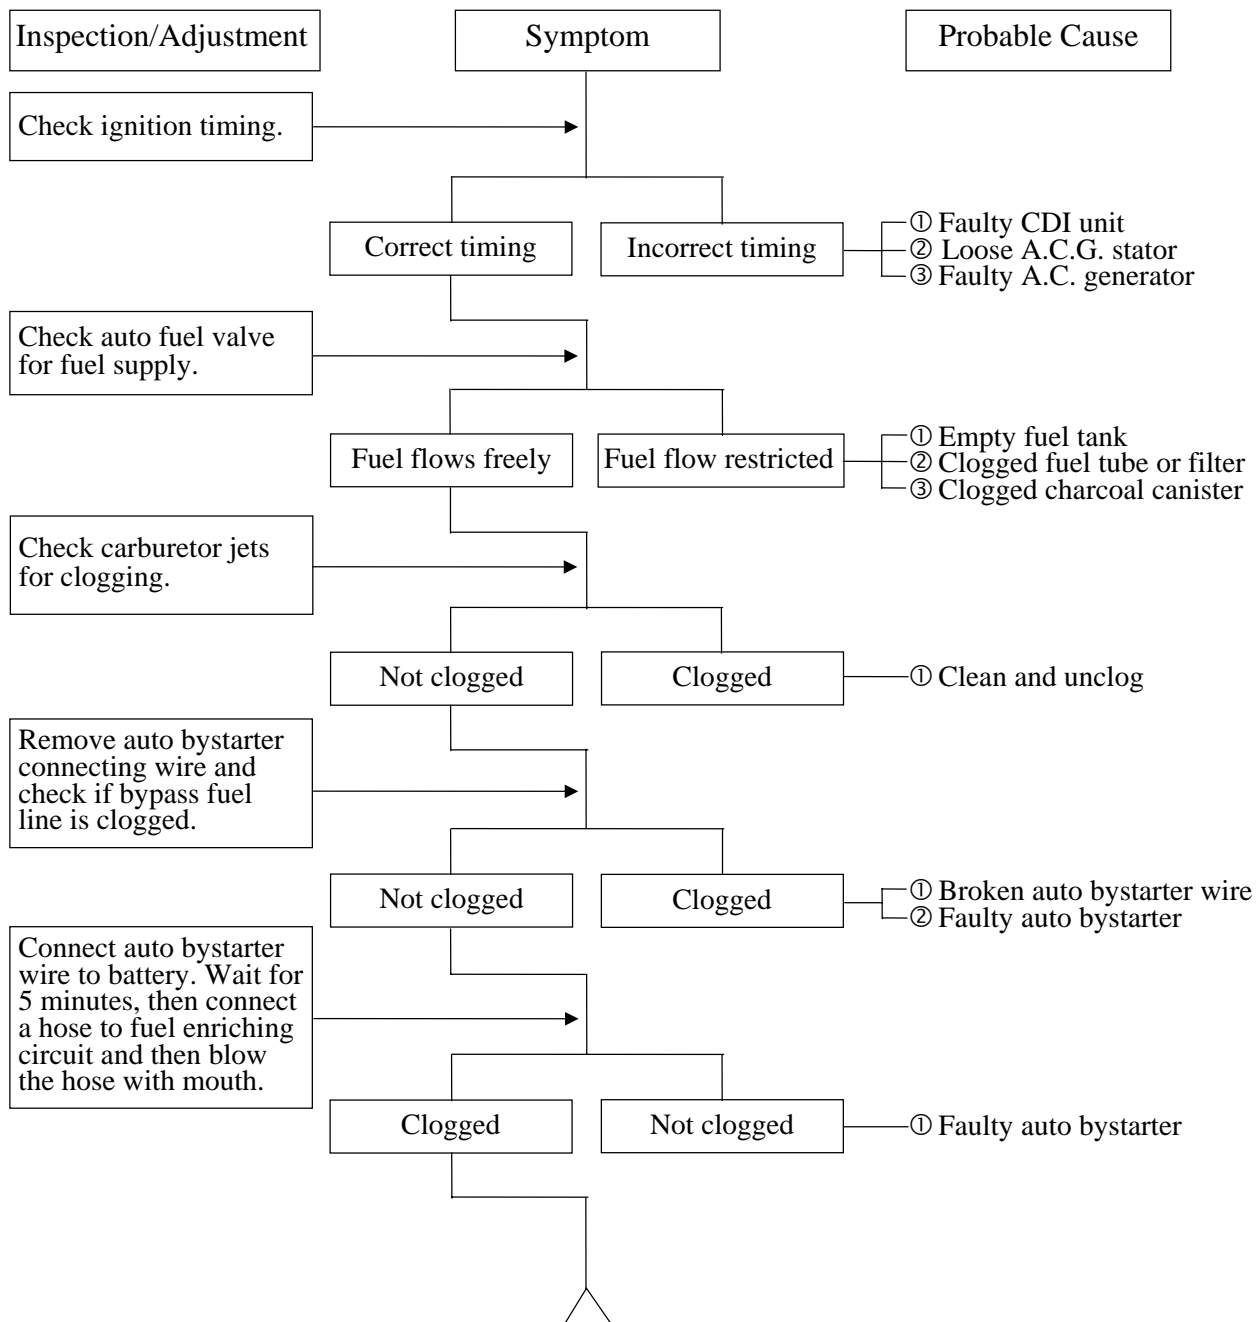 Inspection/Adjustment
Symptom
Probable Cause
Check ignition timing.
Correct timing
Incorrect timing
① Faulty CDI unit
② Loose A.C.G. stator
③ Faulty A.C. generator
Check auto fuel valve
for fuel supply.
Fuel flows freely
Fuel flow restricted
① Empty fuel tank
② Clogged fuel tube or filter
③ Clogged charcoal canister
Check carburetor jets
for clogging.
Not clogged
Clogged
① Clean and unclog
Remove auto bystarter
connecting wire and
check if bypass fuel
line is clogged.
Not clogged
Clogged
① Broken auto bystarter wire
② Faulty auto bystarter
Connect auto bystarter
wire to battery. Wait for
5 minutes, then connect
a hose to fuel enriching
circuit and then blow
the hose with mouth.
Clogged
Not clogged
① Faulty auto bystarter